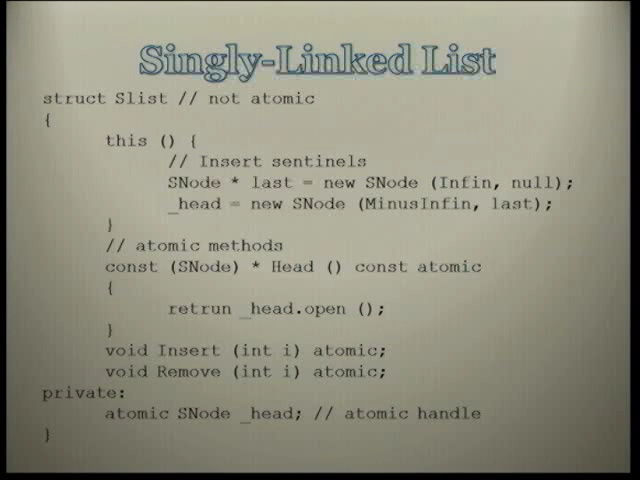 Singly-Linked List
struct Slist // not atomic
{
this () {
// Insert sentinels
SNode * last = new SNode (Infin, null);
_head = new SNode (MinusInfin, last);
}
// atomic methods
const (SNode) * Head () const atomic
{
retrun _head.open ();
}
void Insert (int i) atomic;
void Remove (int i) atomic;
private:
atomic SNode _head; // atomic handle
}